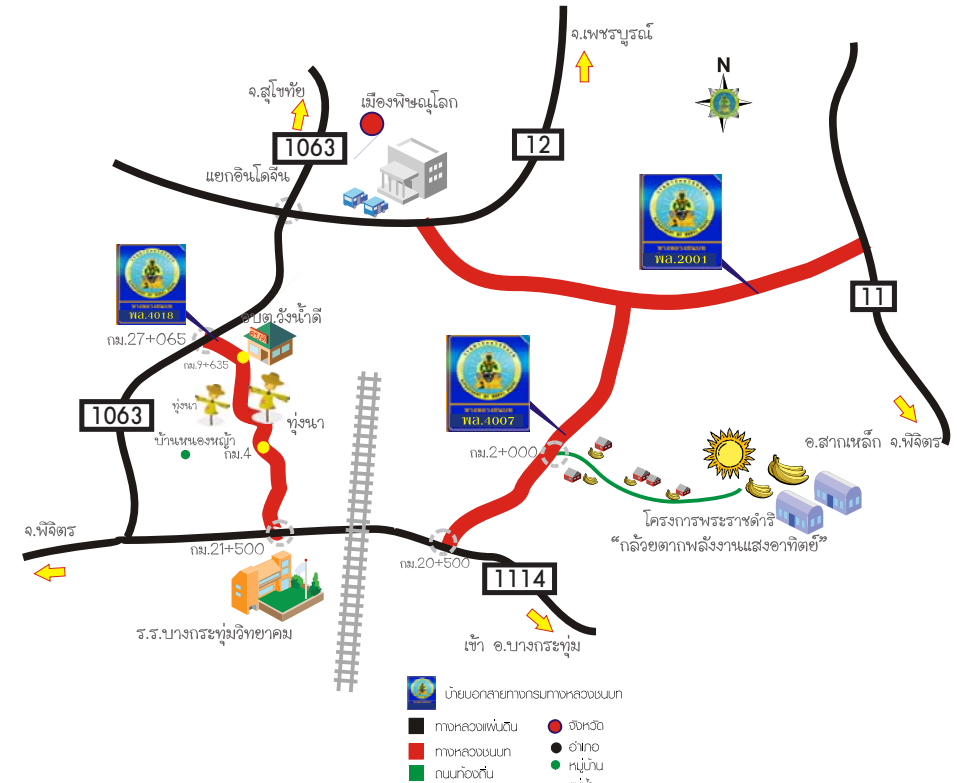 จ.เพชรบูรณ์
N
จ.สุโขทัย
เมืองพิษณุโลก
1063
12
แยกอินโดจีน
พล.2001
พล.4018
11
อบต.วังน้ำดี
กม.27+065
กม.9+635
1063
ทุ่งนา
ทุ่งนา
พล.4007
บ้านหนองหญ้า
กม.4
กม.2+000
อ.สากเหล็ก จ.พิจิตร
โครงการพระราชดำริ
“กล้วยตากพลังงานแสงอาทิตย์”
จ.พิจิตร
กม.21+500
กม.20+500
1114
ร.ร.บางกระทุ่มวิทยาคม
เข้า อ.บางกระทุ่ม
ป้ายบอกสายทางกรมทางหลวงชนบท
ทางหลวงแผ่นดิน
จังหวัด
ทางหลวงชนบท
อำเภอ
ถนนท้องถิ่น
หมู่บ้าน